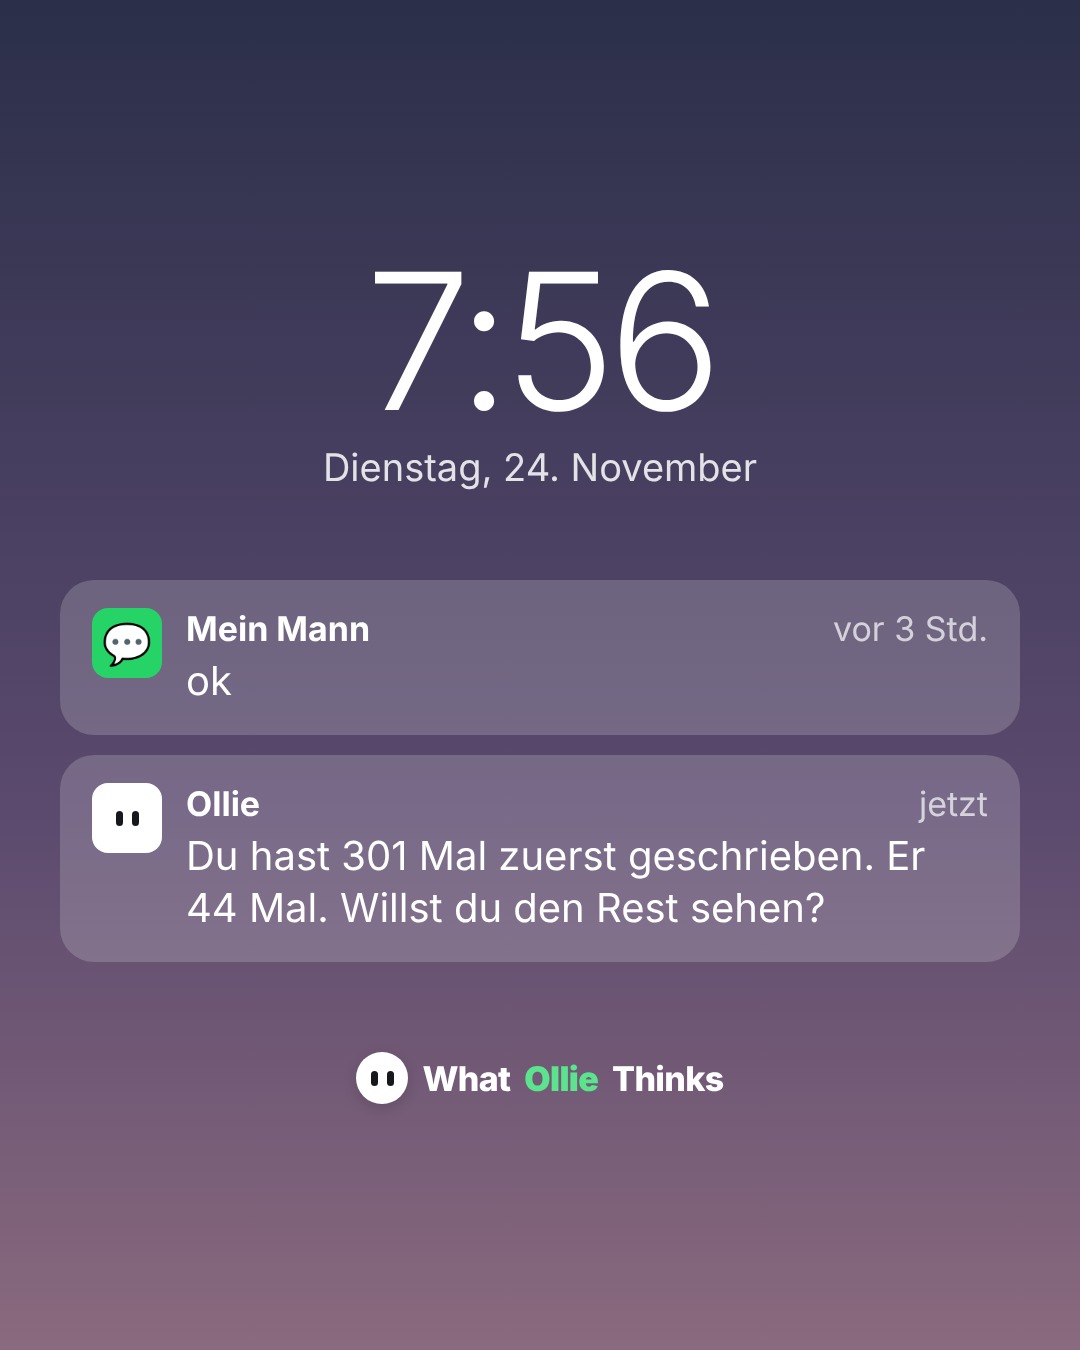 7:56
Dienstag, 24. November
Mein Mann
vor 3 Std.
ok
Ollie
jetzt
Du hast 301 Mal zuerst geschrieben. Er
44 Mal. Willst du den Rest sehen?
What Ollie Thinks